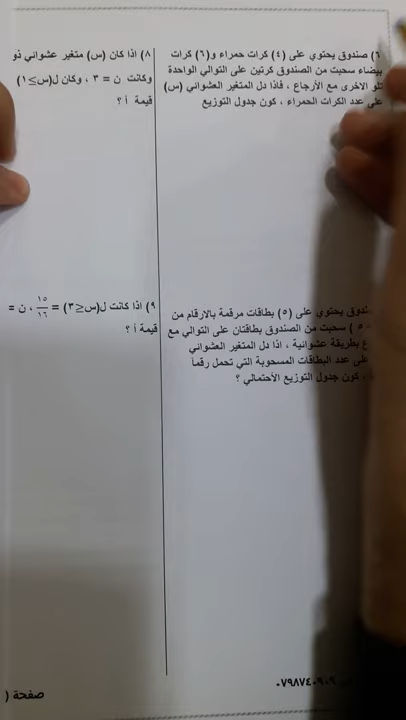 ٦) صندوق يحتوي على (٤) كرات حمراء و(٦) كرات
بيضاء سحبت من الصندوق كرتين على التوالي الواحدة
تلو الاخرى مع الأرجاع ، فاذا دل المتغير العشوائي (س)
على عدد الكرات الحمراء ، كون جدول التوزيع
يحتوي على (٥) بطاقات مرقمة بالارقام من
٥ ) سحبت من الصندوق بطاقتان على التوالي مع
بطريقة عشوائية ، اذا دل المتغير العشوائي
على عدد البطاقات المسحوبة التي تحمل رقماً
، كون جدول التوزيع الأحتمالي ؟
٨) اذا كان (س) متغير عشوائي ذو
وكانت ن = ٣ ، وكان ل(س≥١)
قيمة أ ؟
٩) اذا كانت ل(س≤٣) = ١٥/١٦ ، ن =
قيمة أ ؟
٠٧٩٨٧٤٠٩٠٩
صفحة (